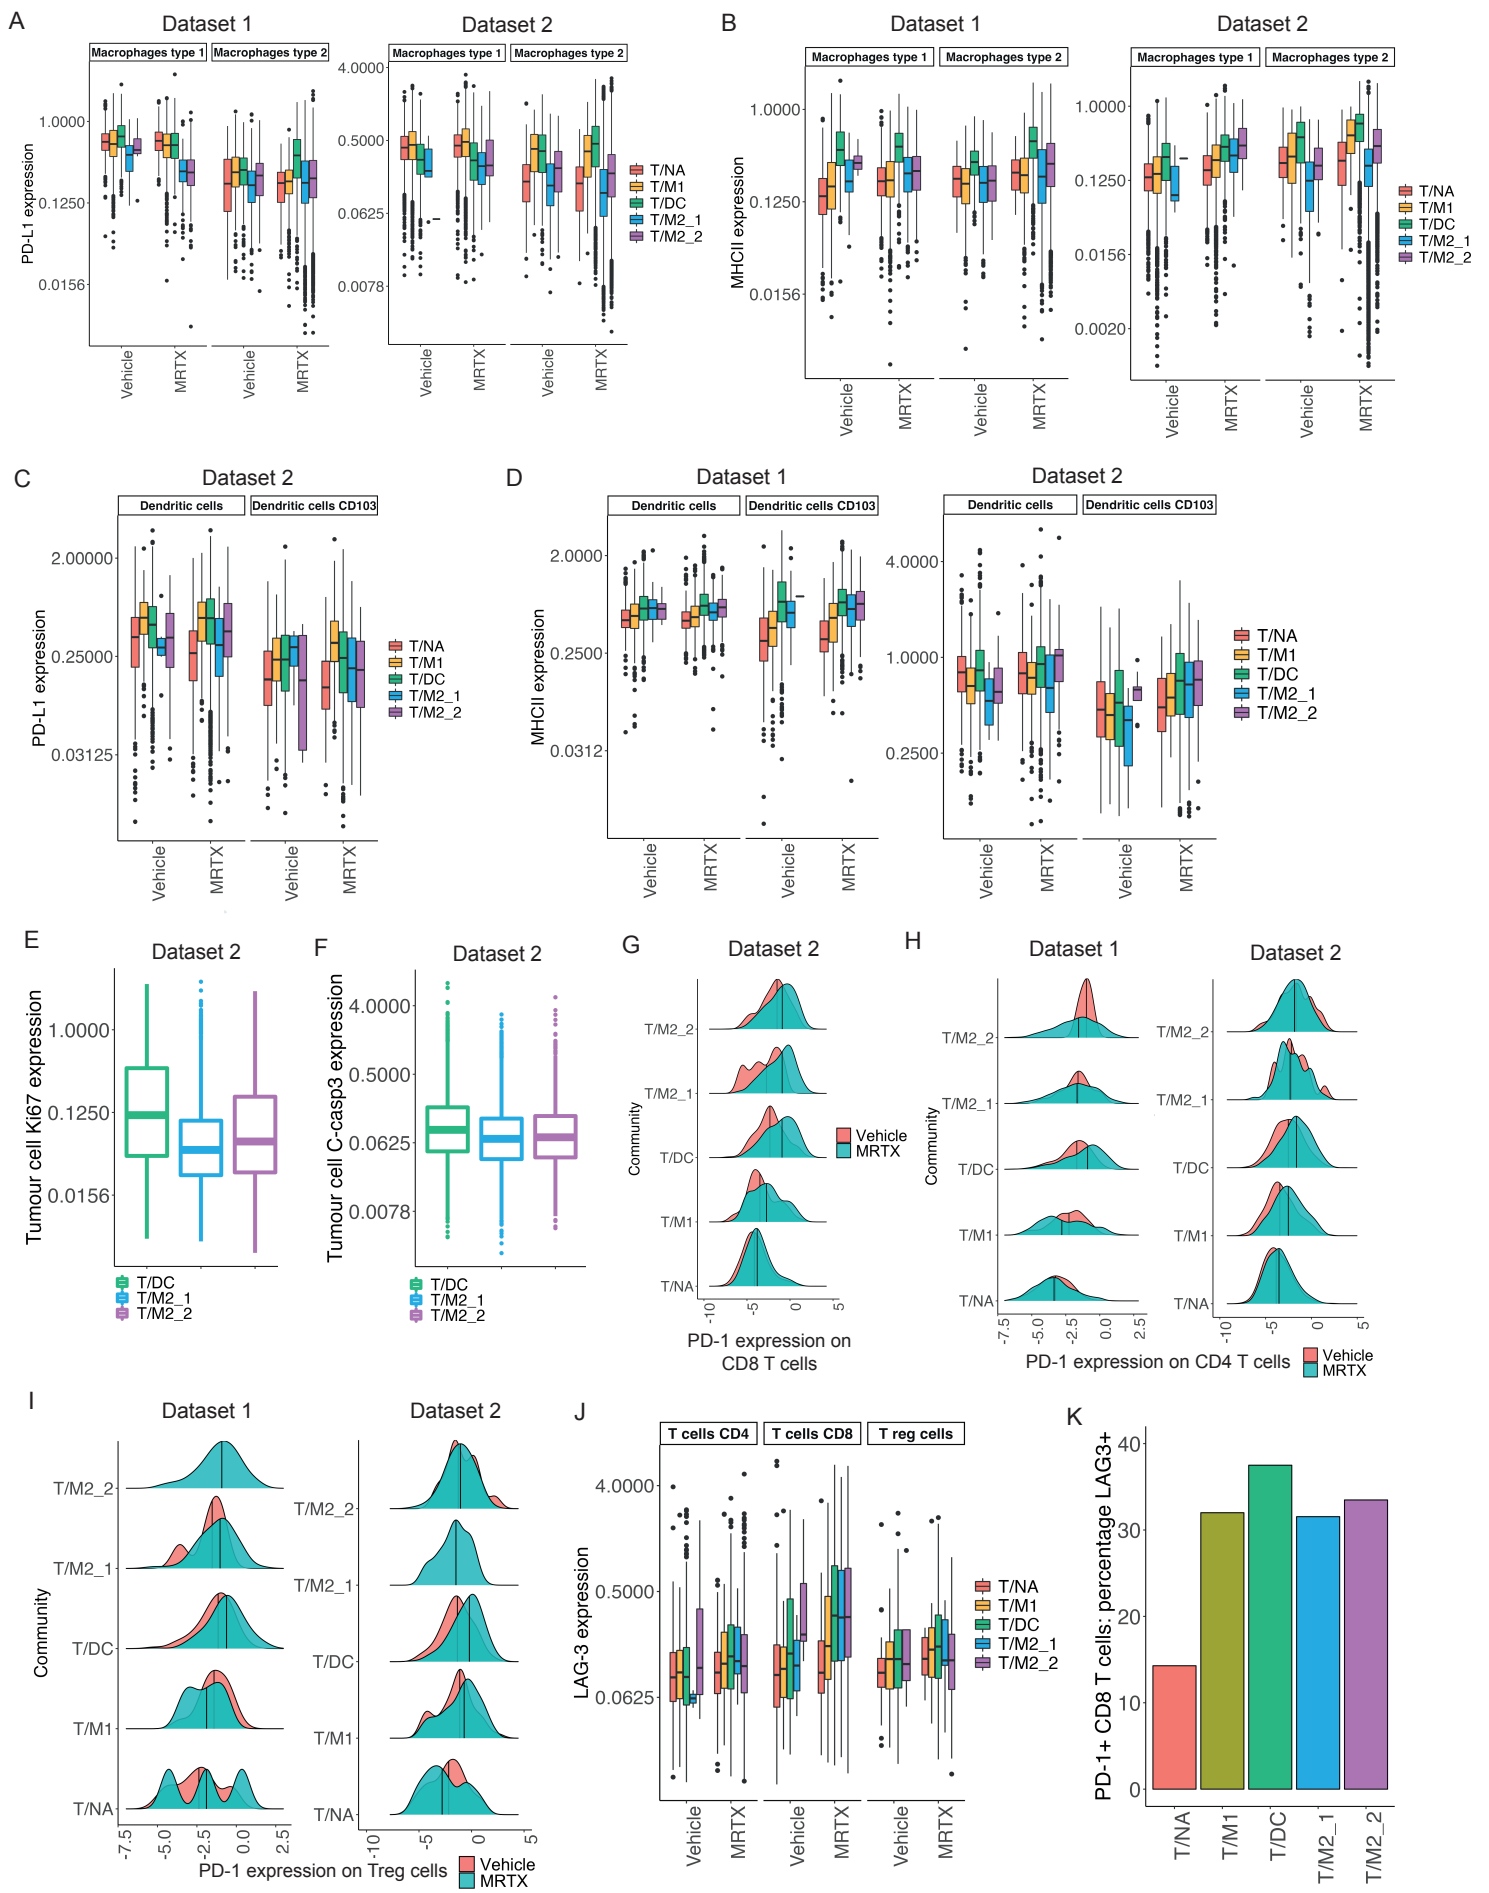 A
Dataset 1
Dataset 2
Macrophages type 1
Macrophages type 2
Macrophages type 1
Macrophages type 2
PD-L1 expression
1.0000
0.1250
0.0156
4.0000
0.5000
0.0625
0.0078
Vehicle
MRTX
Vehicle
MRTX
Vehicle
MRTX
Vehicle
MRTX
T/NA
T/M1
T/DC
T/M2_1
T/M2_2
B
Dataset 1
Dataset 2
Macrophages type 1
Macrophages type 2
Macrophages type 1
Macrophages type 2
MHCII expression
1.0000
0.1250
0.0156
1.0000
0.1250
0.0156
0.0020
Vehicle
MRTX
Vehicle
MRTX
Vehicle
MRTX
Vehicle
MRTX
T/NA
T/M1
T/DC
T/M2_1
T/M2_2
C
Dataset 2
Dendritic cells
Dendritic cells CD103
PD-L1 expression
2.00000
0.25000
0.03125
Vehicle
MRTX
Vehicle
MRTX
T/NA
T/M1
T/DC
T/M2_1
T/M2_2
D
Dataset 1
Dataset 2
Dendritic cells
Dendritic cells CD103
Dendritic cells
Dendritic cells CD103
MHCII expression
2.0000
0.2500
0.0312
4.0000
1.0000
0.2500
Vehicle
MRTX
Vehicle
MRTX
Vehicle
MRTX
Vehicle
MRTX
T/NA
T/M1
T/DC
T/M2_1
T/M2_2
E
Dataset 2
Tumour cell Ki67 expression
1.0000
0.1250
0.0156
T/DC
T/M2_1
T/M2_2
F
Dataset 2
Tumour cell C-casp3 expression
4.0000
0.5000
0.0625
0.0078
T/DC
T/M2_1
T/M2_2
G
Dataset 2
Community
T/M2_2
T/M2_1
T/DC
T/M1
T/NA
-10
-5
0
5
PD-1 expression on
CD8 T cells
Vehicle
MRTX
H
Dataset 1
Dataset 2
Community
T/M2_2
T/M2_1
T/DC
T/M1
T/NA
-7.5
-5.0
-2.5
0.0
2.5
T/M2_2
T/M2_1
T/DC
T/M1
T/NA
-10
-5
0
5
PD-1 expression on CD4 T cells
Vehicle
MRTX
I
Dataset 1
Dataset 2
Community
T/M2_2
T/M2_1
T/DC
T/M1
T/NA
-7.5
-5.0
-2.5
0.0
2.5
T/M2_2
T/M2_1
T/DC
T/M1
T/NA
-10
-5
0
5
PD-1 expression on Treg cells
Vehicle
MRTX
J
T cells CD4
T cells CD8
T reg cells
LAG-3 expression
4.0000
0.5000
0.0625
Vehicle
MRTX
Vehicle
MRTX
Vehicle
MRTX
T/NA
T/M1
T/DC
T/M2_1
T/M2_2
K
PD-1+ CD8 T cells: percentage LAG3+
40
30
20
10
0
T/NA
T/M1
T/DC
T/M2_1
T/M2_2